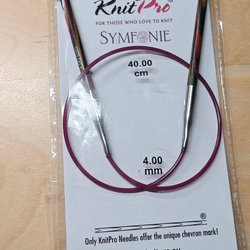 KnitPro
FOR THOSE WHO LOVE TO KNIT
SYMFONIE
40.00
cm
4.00
mm
Only KnitPro Needles offer the unique chevron mark!